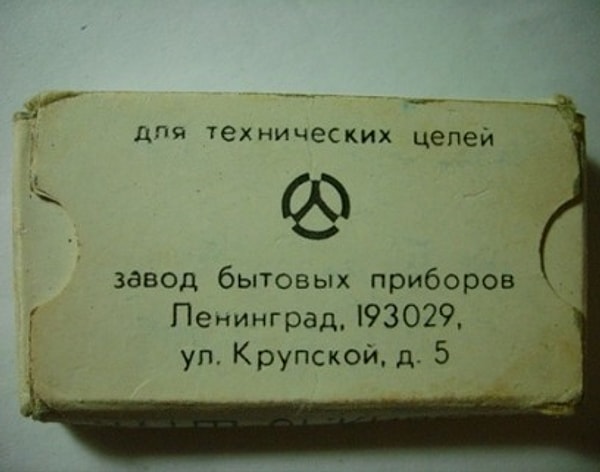 для технических целей
завод бытовых приборов
Ленинград, 193029,
ул. Крупской, д. 5